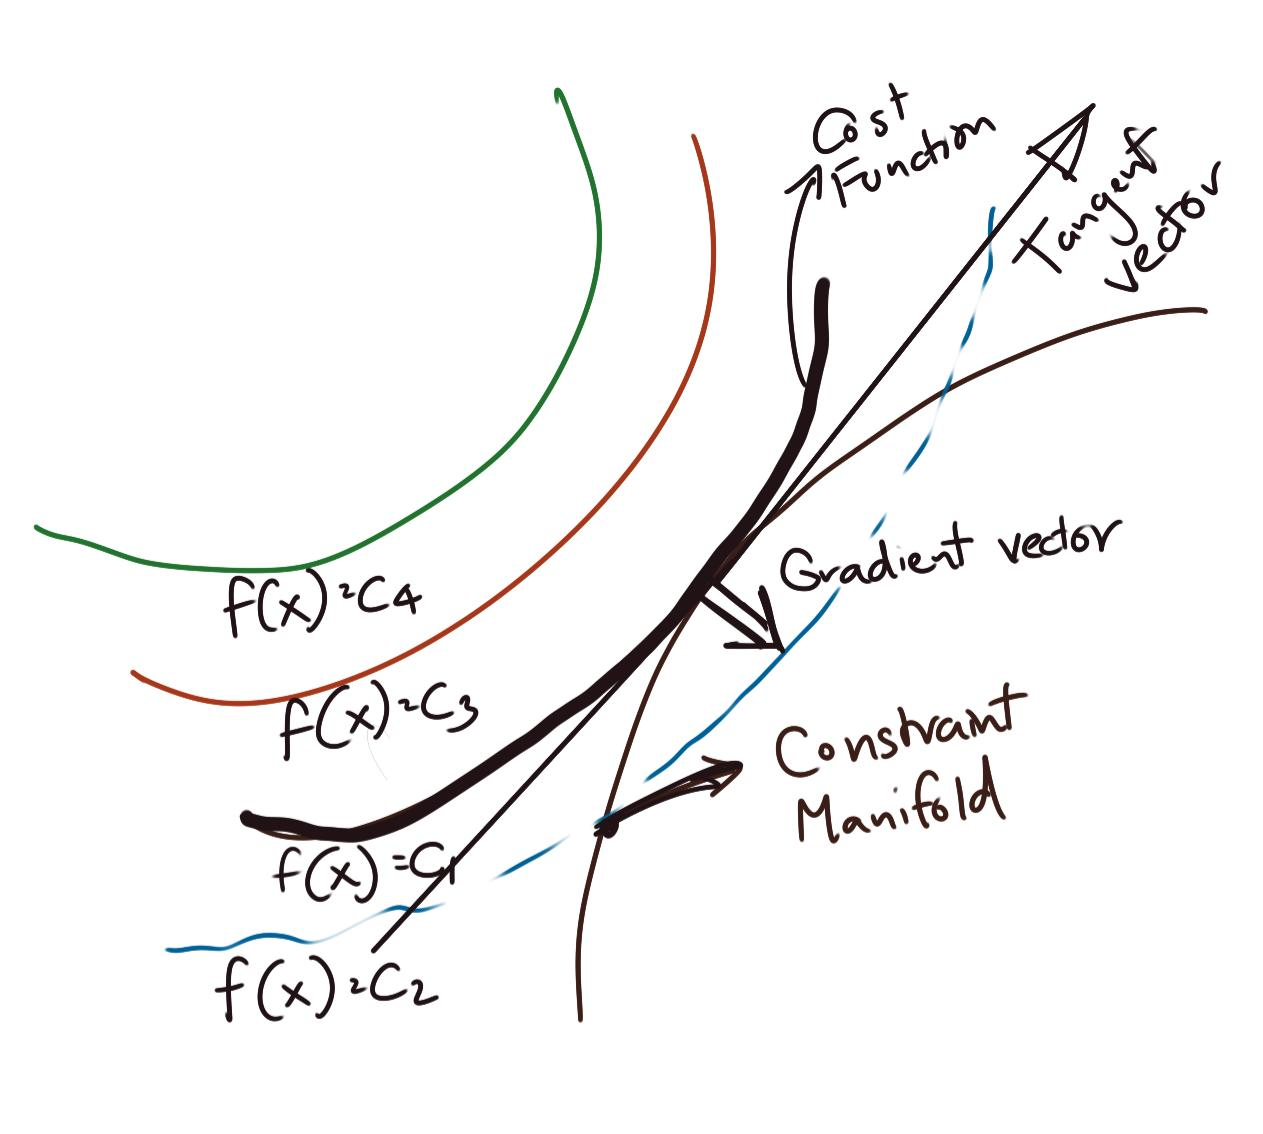 Cost
Function
Tangent
vector
Gradient vector
f(x)=C4
f(x)=C3
Constraint
Manifold
f(x)=C1
f(x)=C2